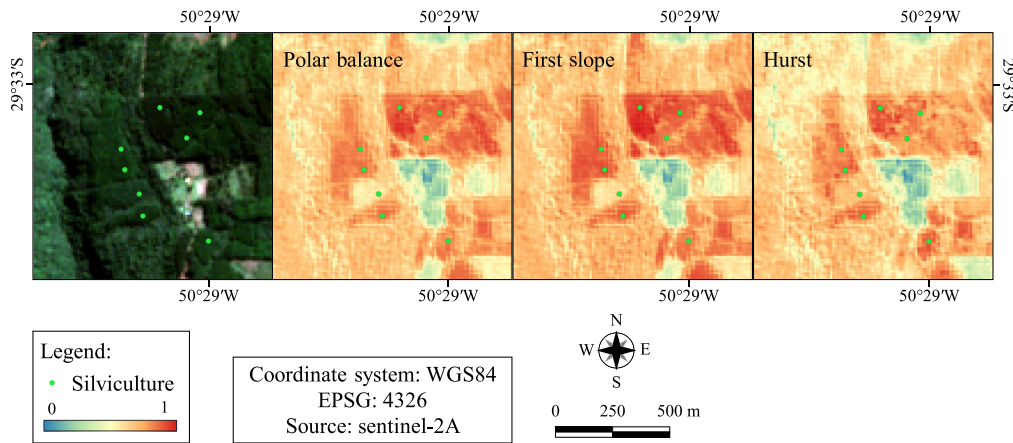 50°29'W 50°29'W 50°29'W 50°29'W
29°33'S
Polar balance
First slope
Hurst
29°33'S
50°29'W 50°29'W 50°29'W 50°29'W
Legend:
Silviculture
0 1
Coordinate system: WGS84
EPSG: 4326
Source: sentinel-2A
N
W E
S
0 250 500 m